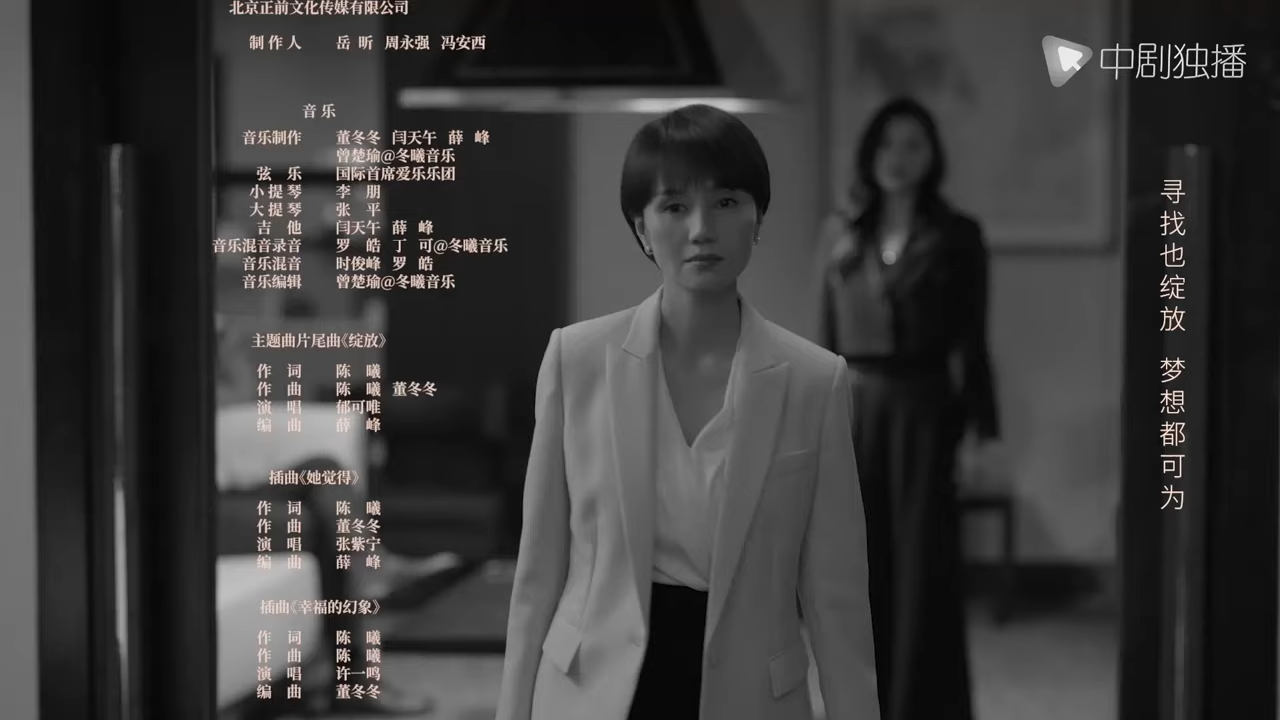 北京正前文化传媒有限公司
制作人 岳 昕 周永强 冯安西
音乐
音乐制作 董冬冬 闫天午 薛 峰
曾楚瑜@冬曦音乐
弦 乐 国际首席爱乐乐团
小提琴 李 朋
大提琴 张 平
吉 他 闫天午 薛 峰
音乐混音录音 罗 皓 丁 可@冬曦音乐
音乐混音 时俊峰 罗 皓
音乐编辑 曾楚瑜@冬曦音乐
主题曲片尾曲《绽放》
作 词 陈 曦
作 曲 陈 曦 董冬冬
演 唱 郁可唯
编 曲 薛 峰
插曲《她觉得》
作 词 陈 曦
作 曲 董冬冬
演 唱 张紫宁
编 曲 薛 峰
插曲《幸福的幻象》
作 词 陈 曦
作 曲 陈 曦
演 唱 许一鸣
编 曲 董冬冬
中剧独播
寻找也绽放 梦想都可为